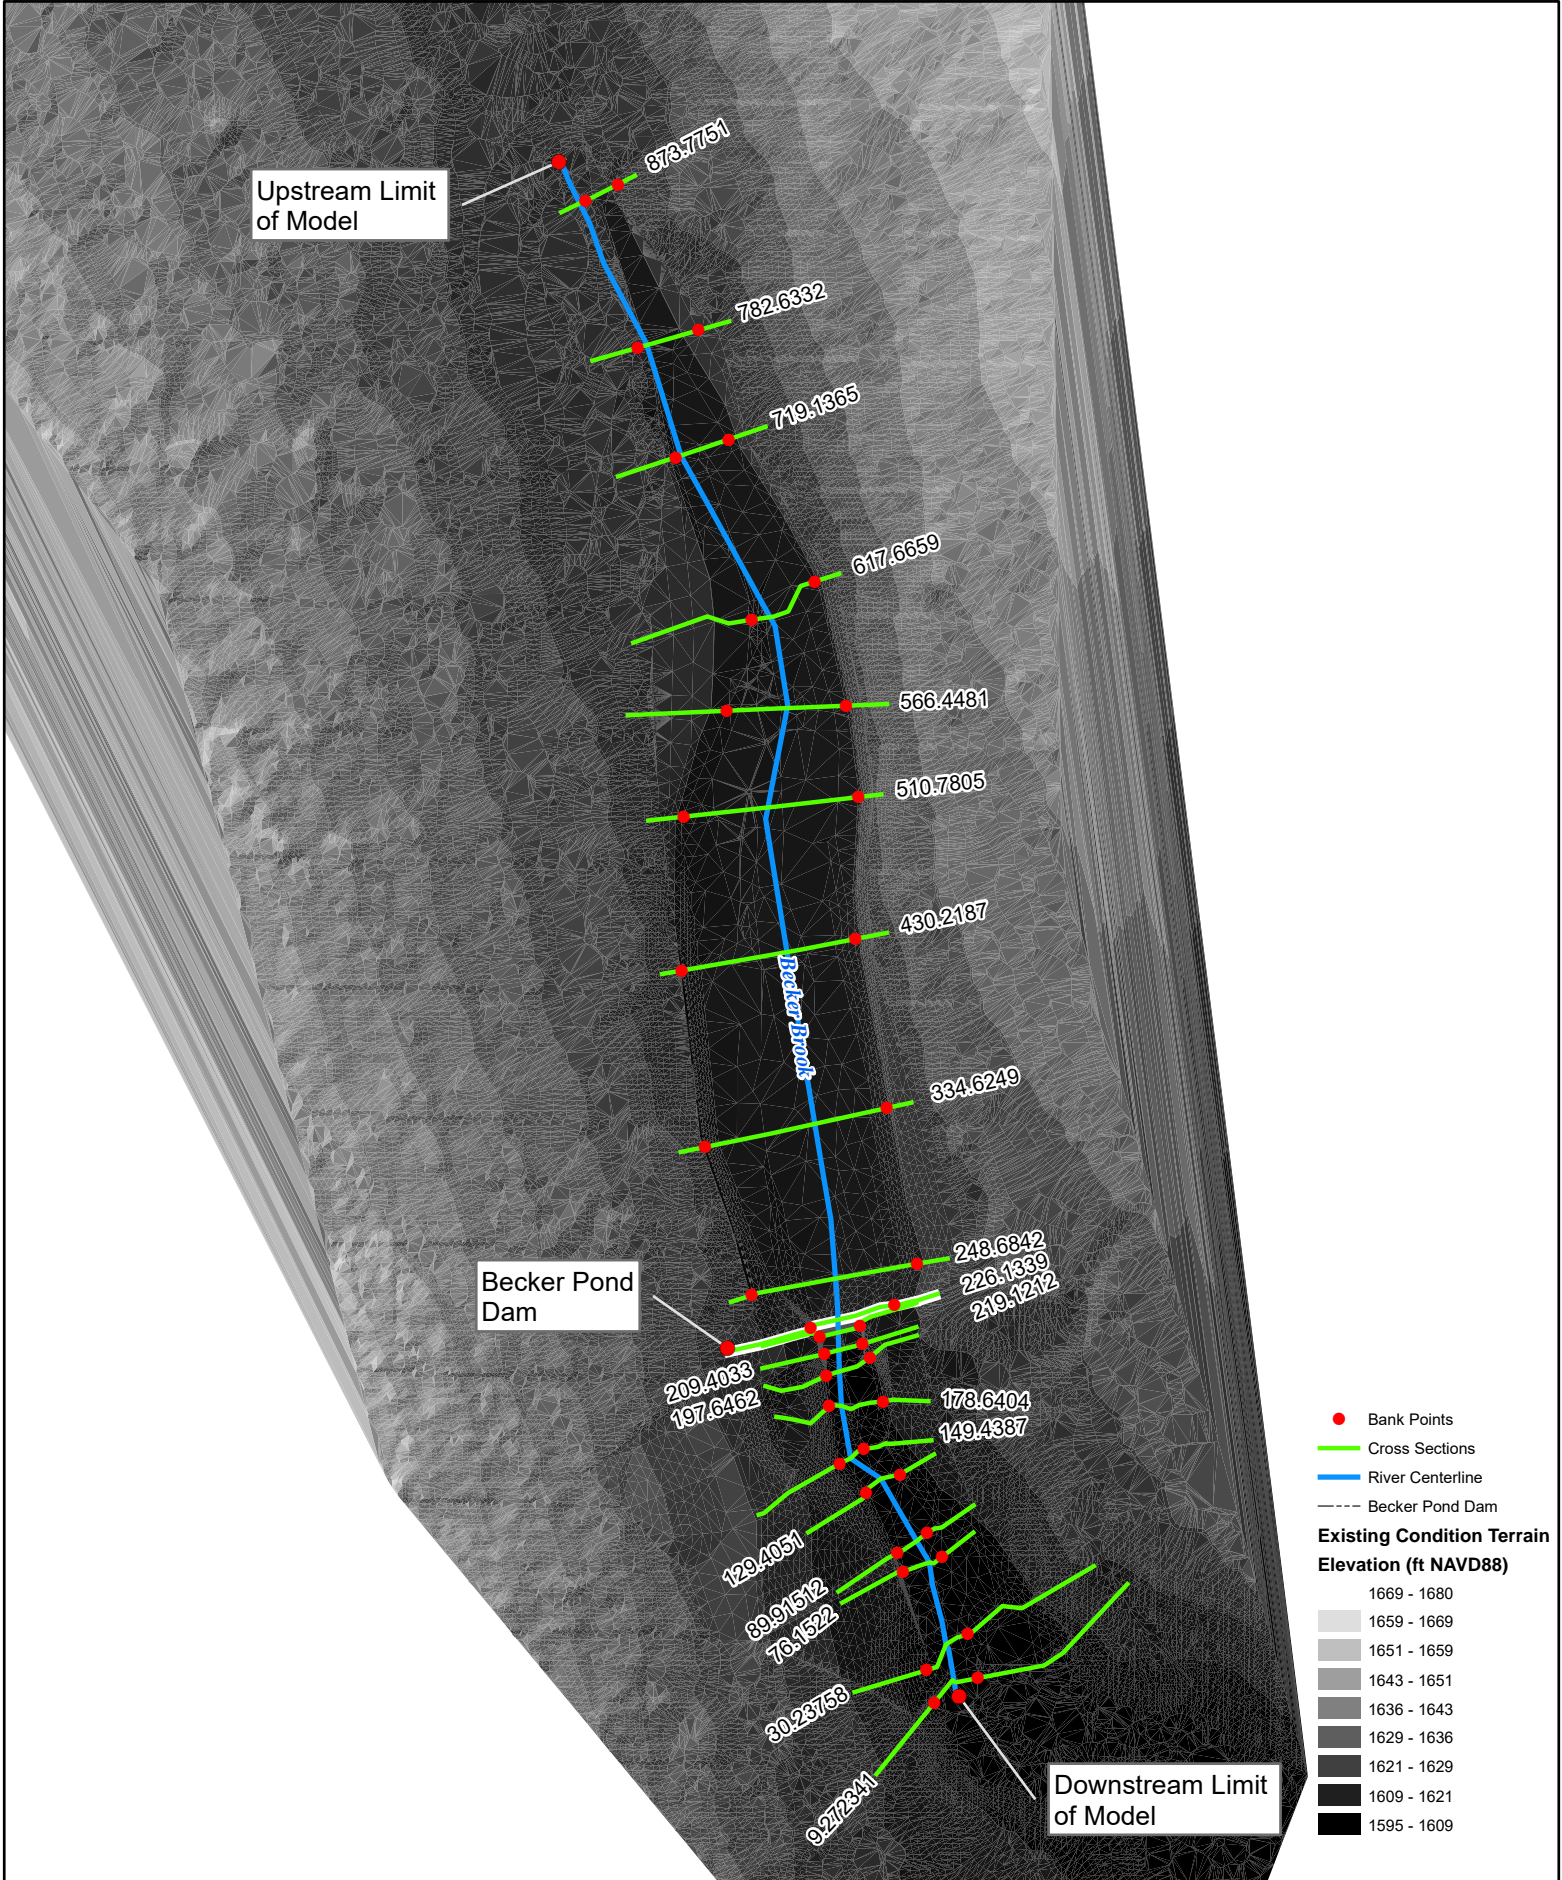 873.7751
Upstream Limit
of Model
782.6332
719.1365
617.6659
566.4481
510.7805
430.2187
Becker Brook
334.6249
248.6842
226.1339
219.1212
Becker Pond
Dam
209.4033
197.6462
178.6404
149.4387
129.4051
89.91512
76.1522
30.23758
9.272341
Downstream Limit
of Model
Bank Points
Cross Sections
River Centerline
Becker Pond Dam
Existing Condition Terrain
Elevation (ft NAVD88)
1669 - 1680
1659 - 1669
1651 - 1659
1643 - 1651
1636 - 1643
1629 - 1636
1621 - 1629
1609 - 1621
1595 - 1609